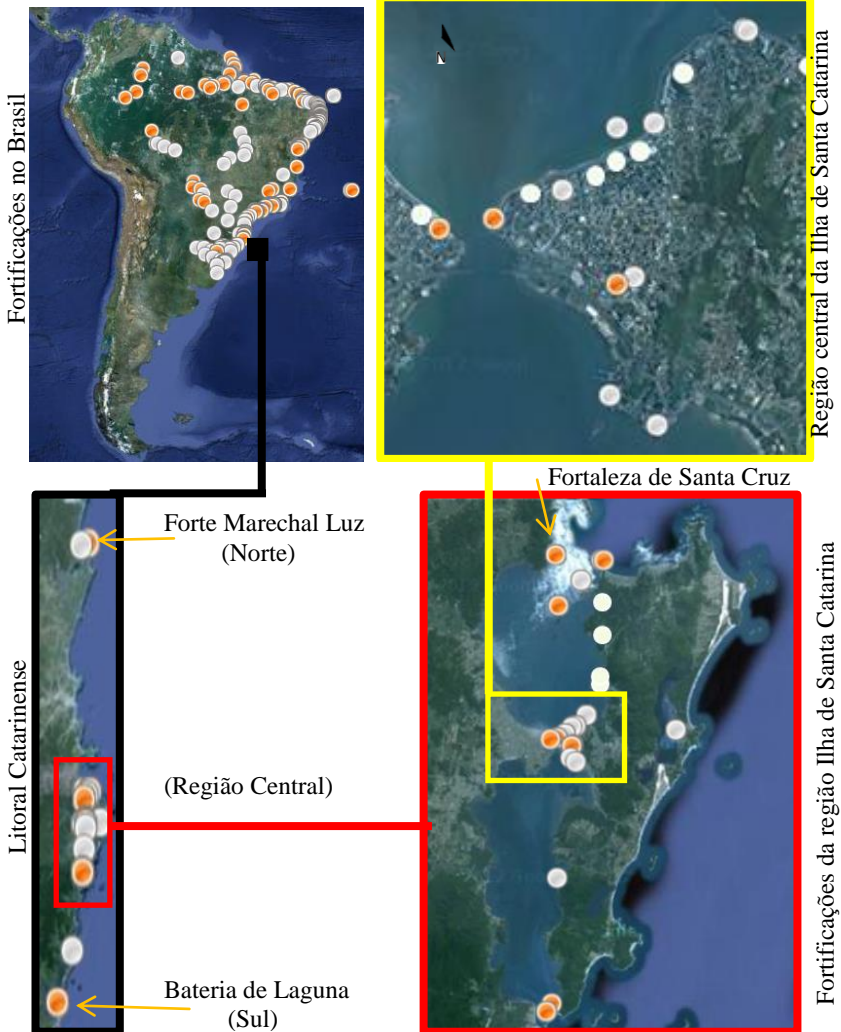 Fortificações no Brasil
Região central da Ilha de Santa Catarina
Fortaleza de Santa Cruz
Forte Marechal Luz
(Norte)
Litoral Catarinense
(Região Central)
Bateria de Laguna
(Sul)
Fortificações da região Ilha de Santa Catarina